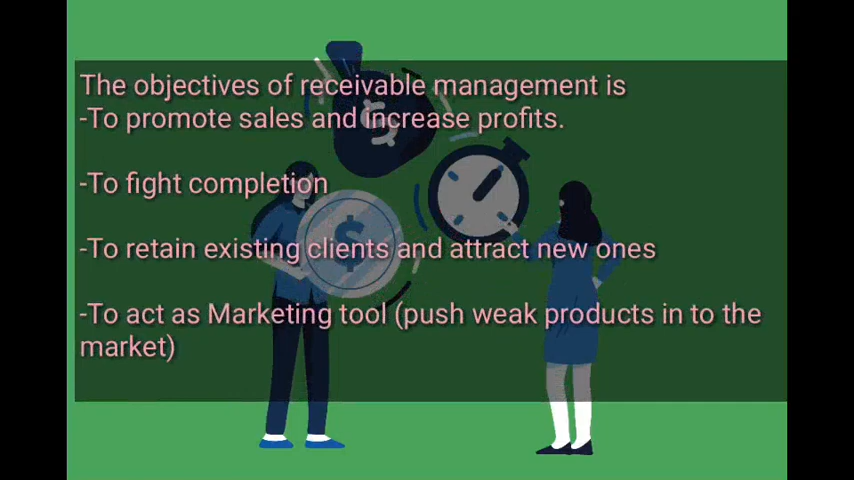 The objectives of receivable management is
-To promote sales and increase profits.
-To fight completion
-To retain existing clients and attract new ones
-To act as Marketing tool (push weak products in to the
market)
$
$